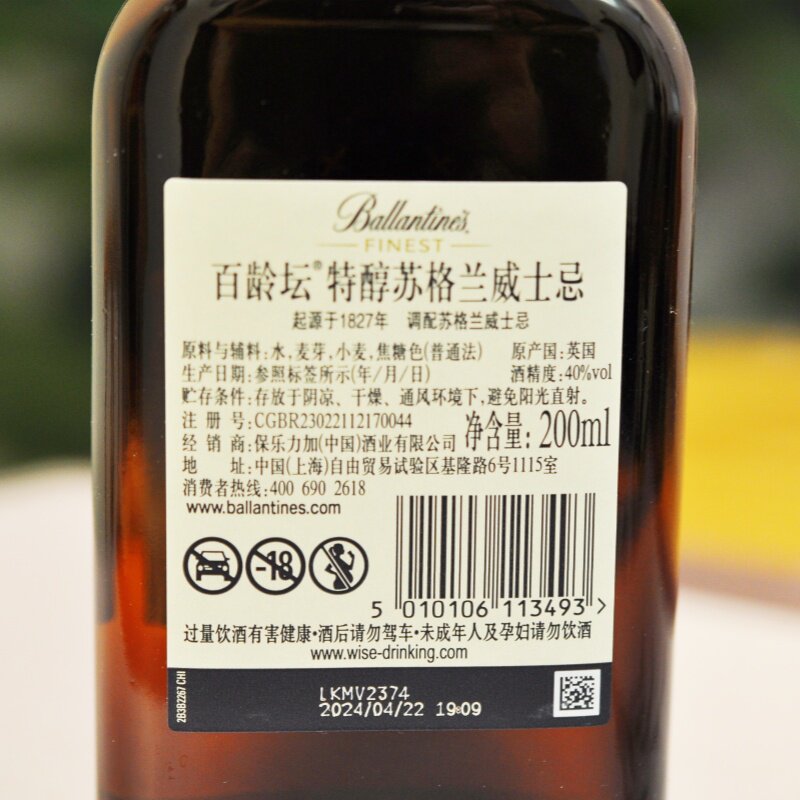 Ballantine's
FINEST
百龄坛®特醇苏格兰威士忌
起源于1827年 调配苏格兰威士忌
原料与辅料:水,麦芽,小麦,焦糖色(普通法) 原产国:英国
生产日期:参照标签所示(年/月/日) 酒精度:40%vol
贮存条件:存放于阴凉、干燥、通风环境下,避免阳光直射。
注 册 号:CGBR23022112170044 净含量:200ml
经 销 商:保乐力加(中国)酒业有限公司
地 址:中国(上海)自由贸易试验区基隆路6号1115室
消费者热线:400 690 2618
www.ballantines.com
-18
5 010106 113493 >
过量饮酒有害健康•酒后请勿驾车•未成年人及孕妇请勿饮酒
www.wise-drinking.com
2B3B2267 CHI
LKMV2374
2024/04/22 19:09